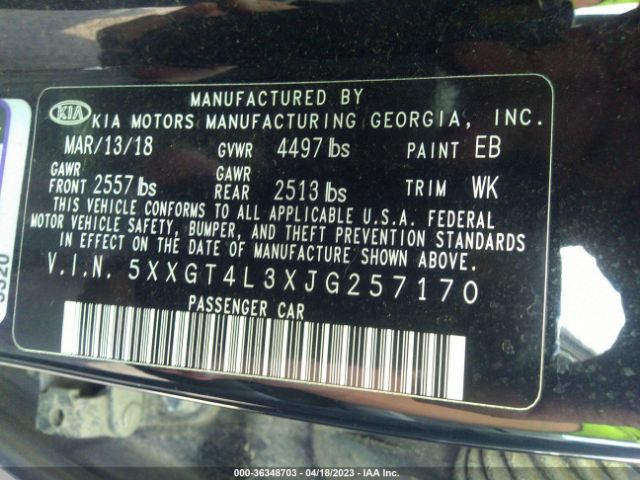 MANUFACTURED BY
KIA KIA MOTORS MANUFACTURING GEORGIA, INC.
MAR/13/18 GVWR 4497 lbs PAINT EB
GAWR FRONT 2557 lbs GAWR REAR 2513 lbs TRIM WK
THIS VEHICLE CONFORMS TO ALL APPLICABLE U.S.A. FEDERAL
MOTOR VEHICLE SAFETY, BUMPER, AND THEFT PREVENTION STANDARDS
IN EFFECT ON THE DATE OF MANUFACTURE SHOWN ABOVE.
V.I.N. 5XXGT4L3XJG257170
PASSENGER CAR
000-36348703 - 04/18/2023 - IAA Inc.